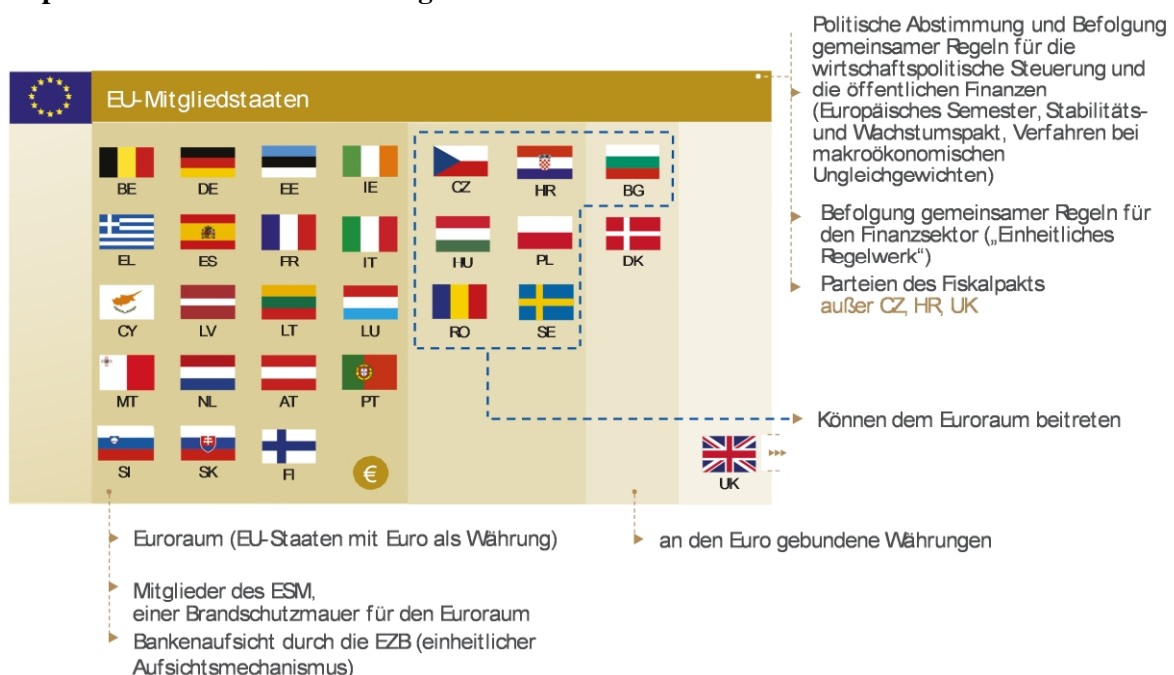 Politische Abstimmung und Befolgung
gemeinsamer Regeln für die
wirtschaftspolitische Steuerung und
die öffentlichen Finanzen
(Europäisches Semester, Stabilitäts-
und Wachstumspakt, Verfahren bei
makroökonomischen
Ungleichgewichten)
EU-Mitgliedstaaten
BE DE EE IE CZ HR BG
EL ES FR IT HU PL DK
CY LV LT LU RO SE
MT NL AT PT
SI SK FI € UK
Befolgung gemeinsamer Regeln für
den Finanzsektor („Einheitliches
Regelwerk“)
Parteien des Fiskalpakts
außer CZ, HR, UK
Können dem Euroraum beitreten
Euroraum (EU-Staaten mit Euro als Währung)
an den Euro gebundene Währungen
Mitglieder des ESM,
einer Brandschutzmauer für den Euroraum
Bankenaufsicht durch die EZB (einheitlicher
Aufsichtsmechanismus)